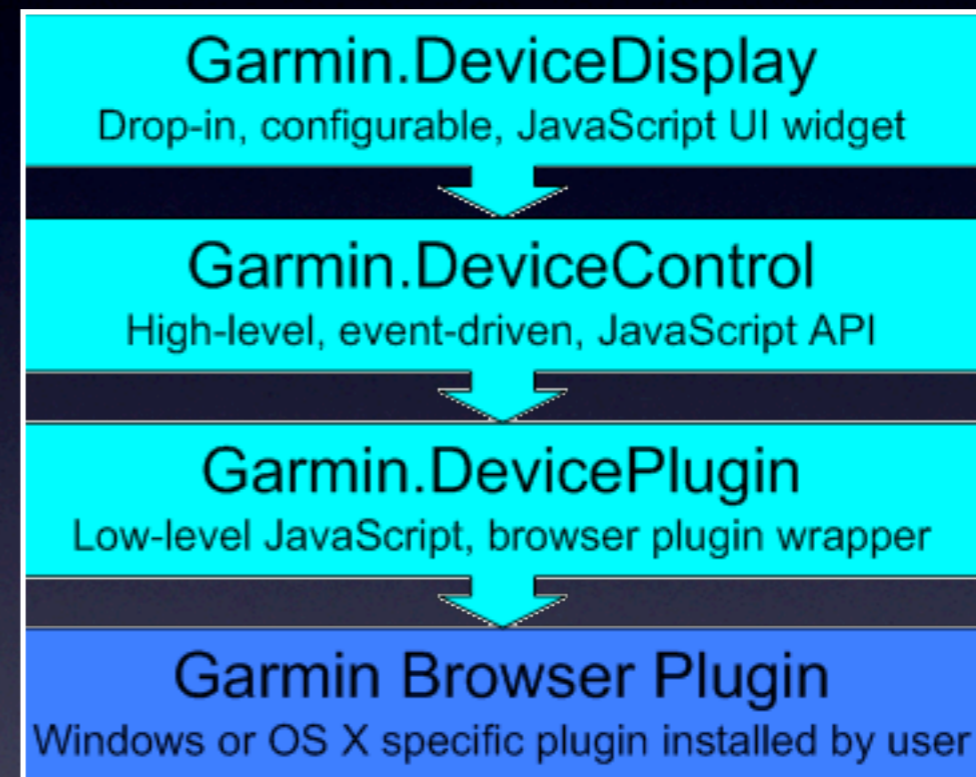 Garmin.DeviceDisplay
Drop-in, configurable, JavaScript UI widget
Garmin.DeviceControl
High-level, event-driven, JavaScript API
Garmin.DevicePlugin
Low-level JavaScript, browser plugin wrapper
Garmin Browser Plugin
Windows or OS X specific plugin installed by user